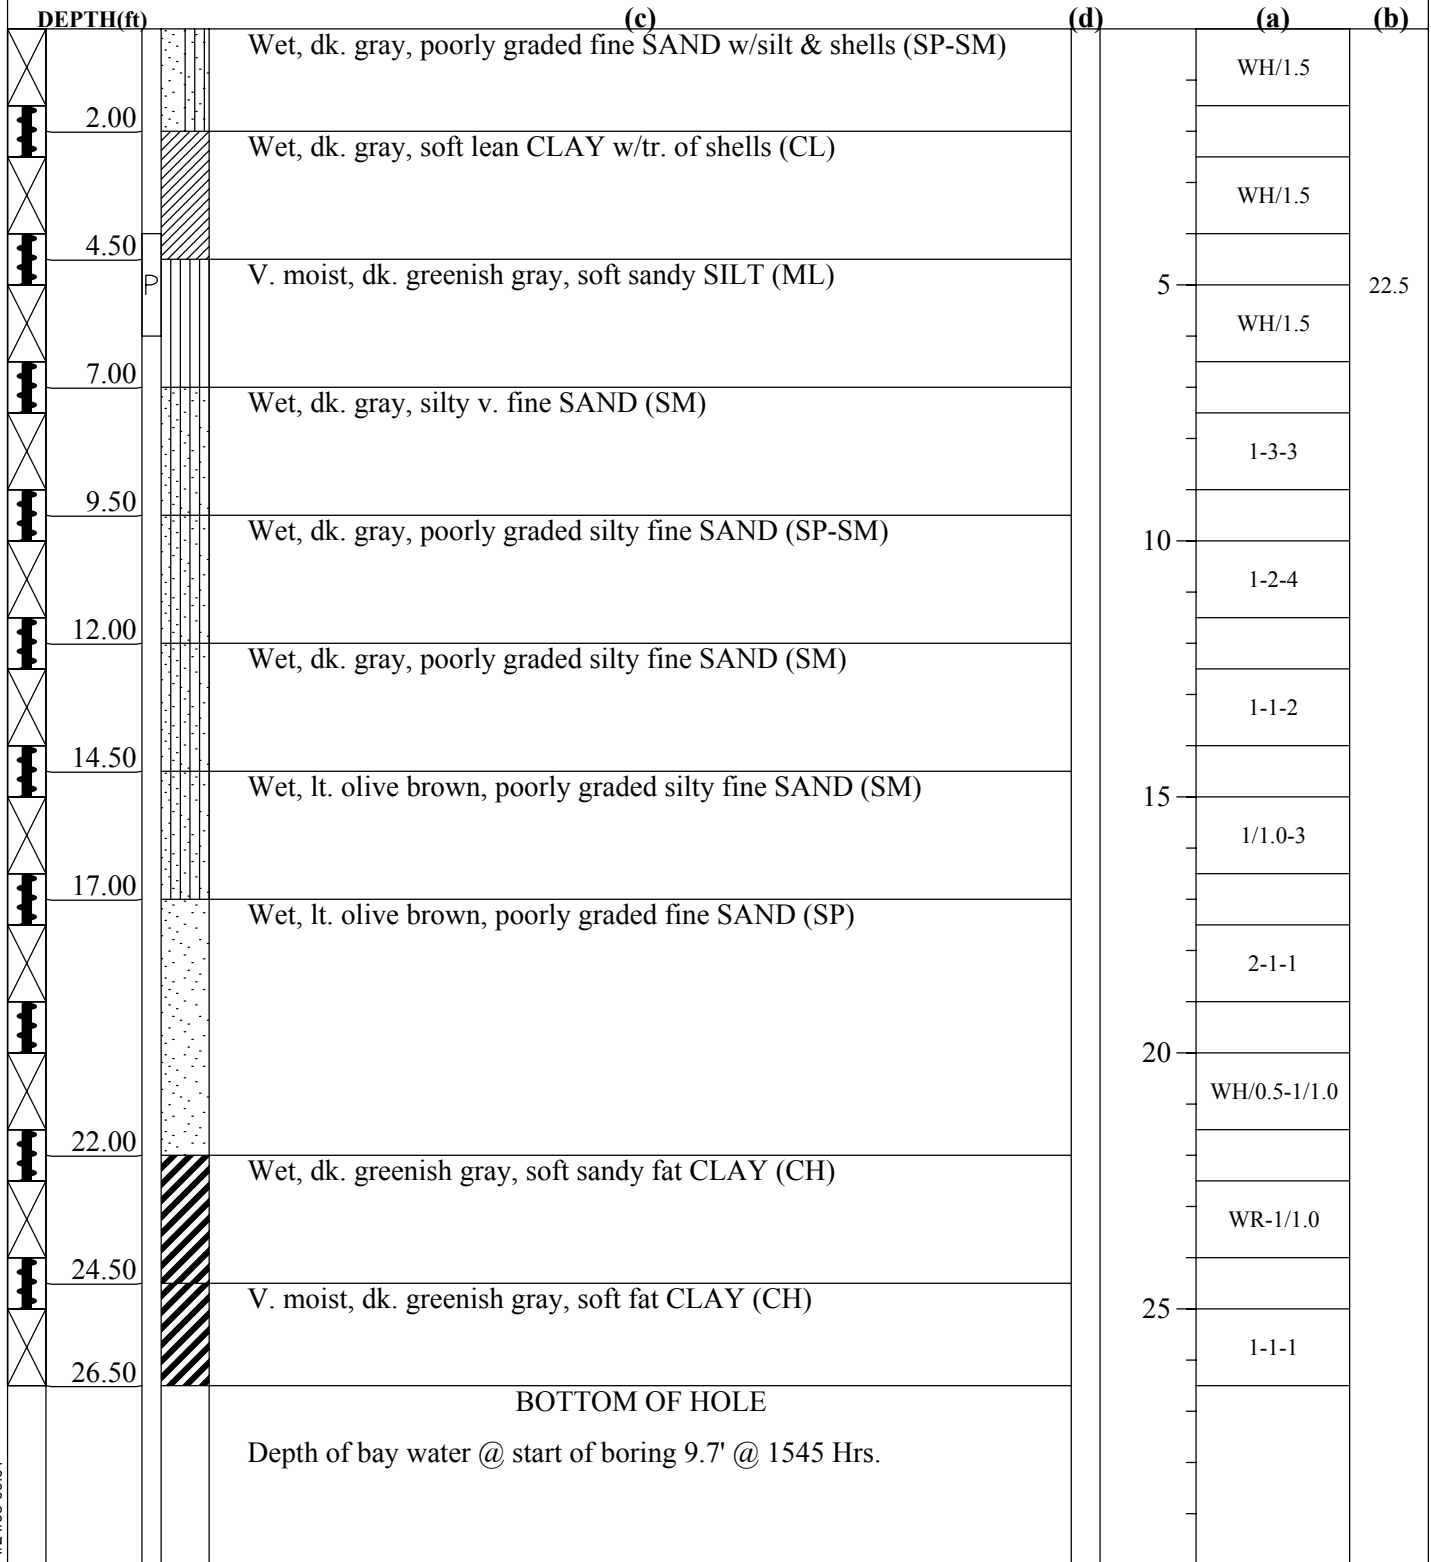 DEPTH(ft) (c) (d) (a) (b)
Wet, dk. gray, poorly graded fine SAND w/silt & shells (SP-SM)
WH/1.5
2.00
Wet, dk. gray, soft lean CLAY w/tr. of shells (CL)
WH/1.5
4.50
V. moist, dk. greenish gray, soft sandy SILT (ML)
P
5
22.5
WH/1.5
7.00
Wet, dk. gray, silty v. fine SAND (SM)
1-3-3
9.50
Wet, dk. gray, poorly graded silty fine SAND (SP-SM)
10
1-2-4
12.00
Wet, dk. gray, poorly graded silty fine SAND (SM)
1-1-2
14.50
Wet, lt. olive brown, poorly graded silty fine SAND (SM)
15
1/1.0-3
17.00
Wet, lt. olive brown, poorly graded fine SAND (SP)
2-1-1
20
WH/0.5-1/1.0
22.00
Wet, dk. greenish gray, soft sandy fat CLAY (CH)
WR-1/1.0
24.50
V. moist, dk. greenish gray, soft fat CLAY (CH)
25
1-1-1
26.50
BOTTOM OF HOLE
Depth of bay water @ start of boring 9.7' @ 1545 Hrs.